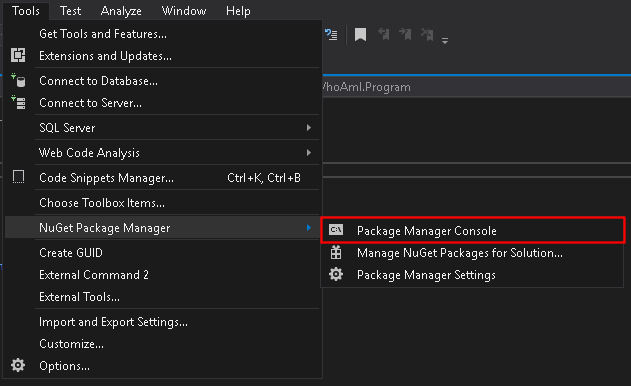 Tools Test Analyze Window Help
Get Tools and Features...
Extensions and Updates...
Connect to Database...
Connect to Server...
SQL Server
Web Code Analysis
Code Snippets Manager... Ctrl+K, Ctrl+B
Choose Toolbox Items...
NuGet Package Manager
Create GUID
External Command 2
External Tools...
Import and Export Settings...
Customize...
Options...
hoAmI.Program
C:\ Package Manager Console
Manage NuGet Packages for Solution...
Package Manager Settings